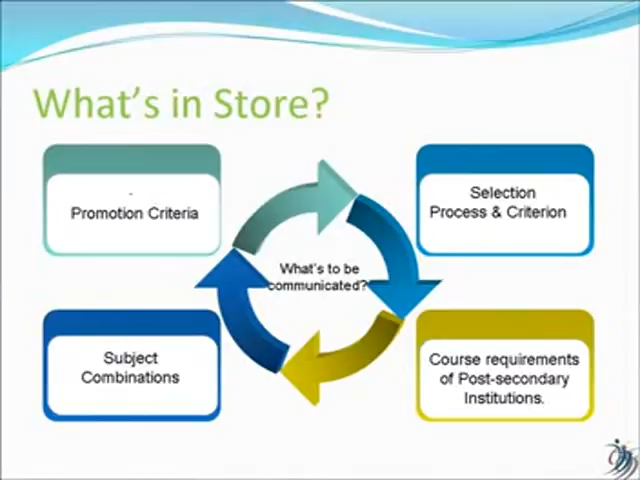 What's in Store?
-
Promotion Criteria
Selection
Process & Criterion
What's to be
communicated?
Subject
Combinations
Course requirements
of Post-secondary
Institutions.